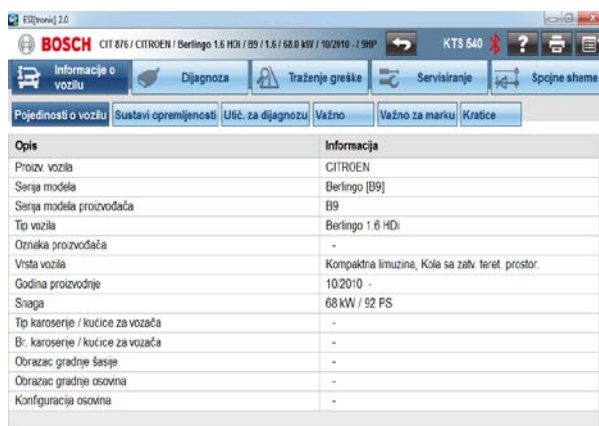 ESI[tronic] 2.0
BOSCH CIT 876 / CITROEN / Berlingo 1.6 HDi / B9 / 1.6 / 68.0 kW / 10/2010 - / 9HP KTS 540 ?
Informacije o vozilu Dijagnoza Traženje greške Servisiranje Spojne sheme
Pojedinosti o vozilu Sustavi opremljenosti Utič. za dijagnozu Važno Važno za marku Kratice
Opis Informacija
Proizv. vozila CITROEN
Serija modela Berlingo [B9]
Serija modela proizvođača B9
Tip vozila Berlingo 1.6 HDi
Oznaka proizvođača -
Vrsta vozila Kompaktna limuzina, Kola sa zatv. teret. prostor.
Godina proizvodnje 10/2010 -
Snaga 68 kW / 92 PS
Tip karoserije / kućice za vozača -
Br. karoserije / kućice za vozača -
Obrazac gradnje šasije -
Obrazac gradnje osovina -
Konfiguracija osovina -